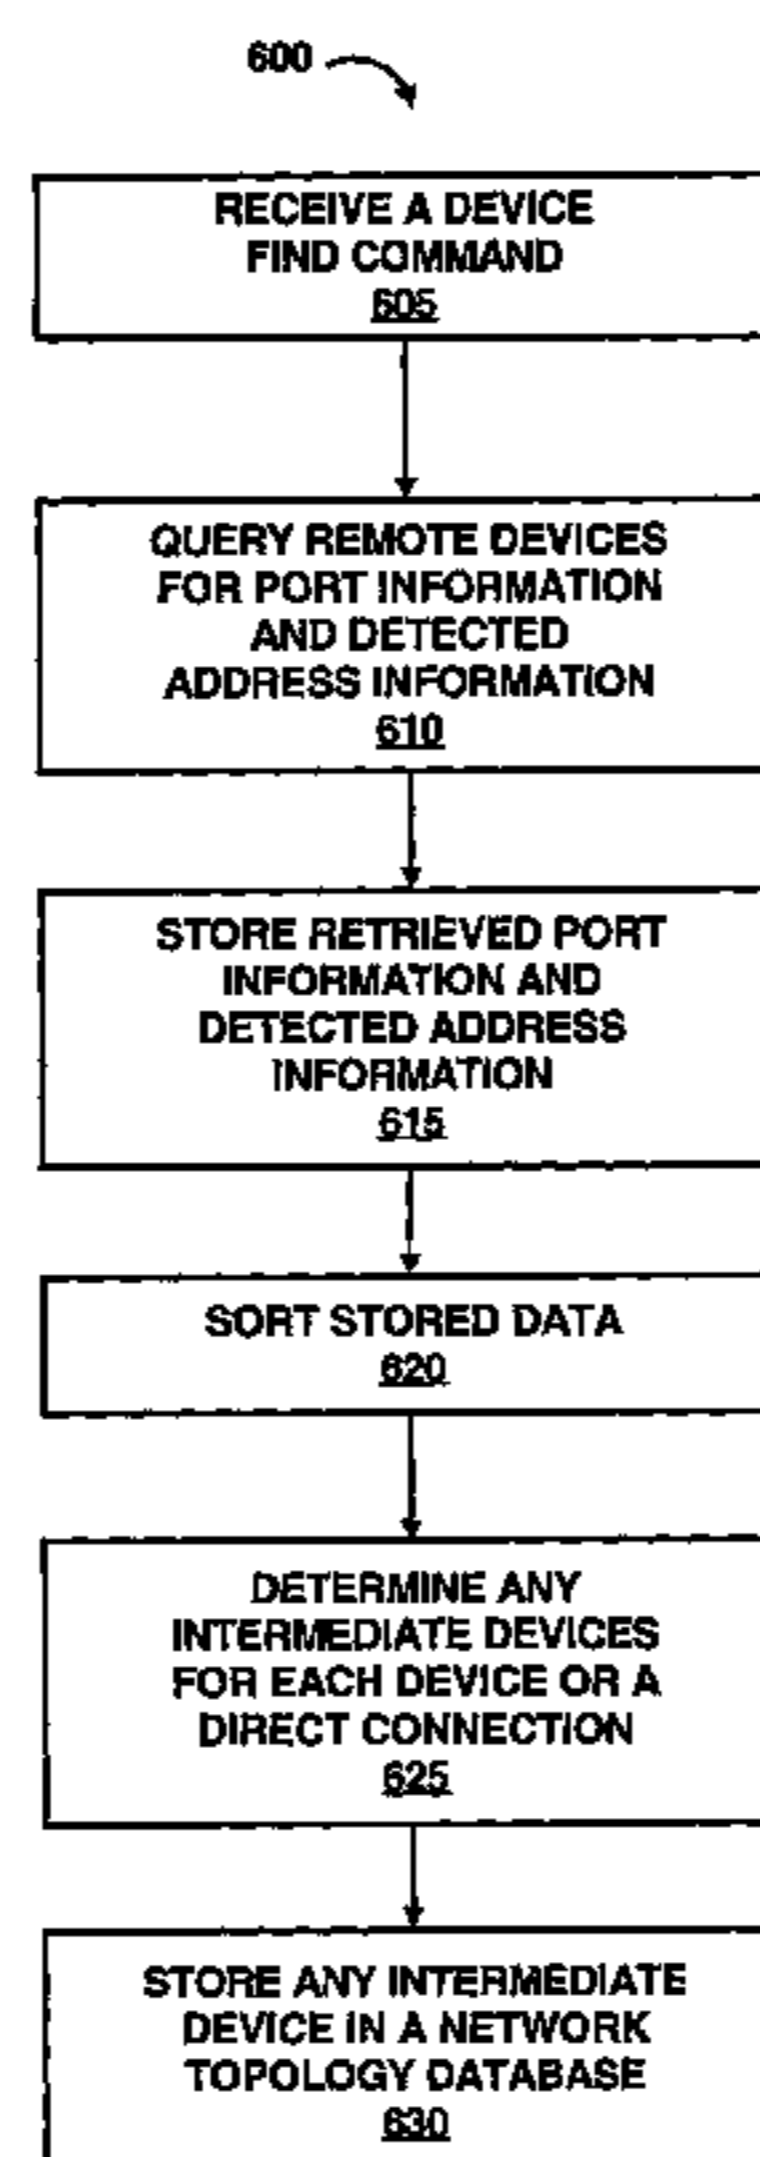 600
RECEIVE A DEVICE
FIND COMMAND
605
QUERY REMOTE DEVICES
FOR PORT INFORMATION
AND DETECTED
ADDRESS INFORMATION
610
STORE RETRIEVED PORT
INFORMATION AND
DETECTED ADDRESS
INFORMATION
615
SORT STORED DATA
620
DETERMINE ANY
INTERMEDIATE DEVICES
FOR EACH DEVICE OR A
DIRECT CONNECTION
625
STORE ANY INTERMEDIATE
DEVICE IN A NETWORK
TOPOLOGY DATABASE
630